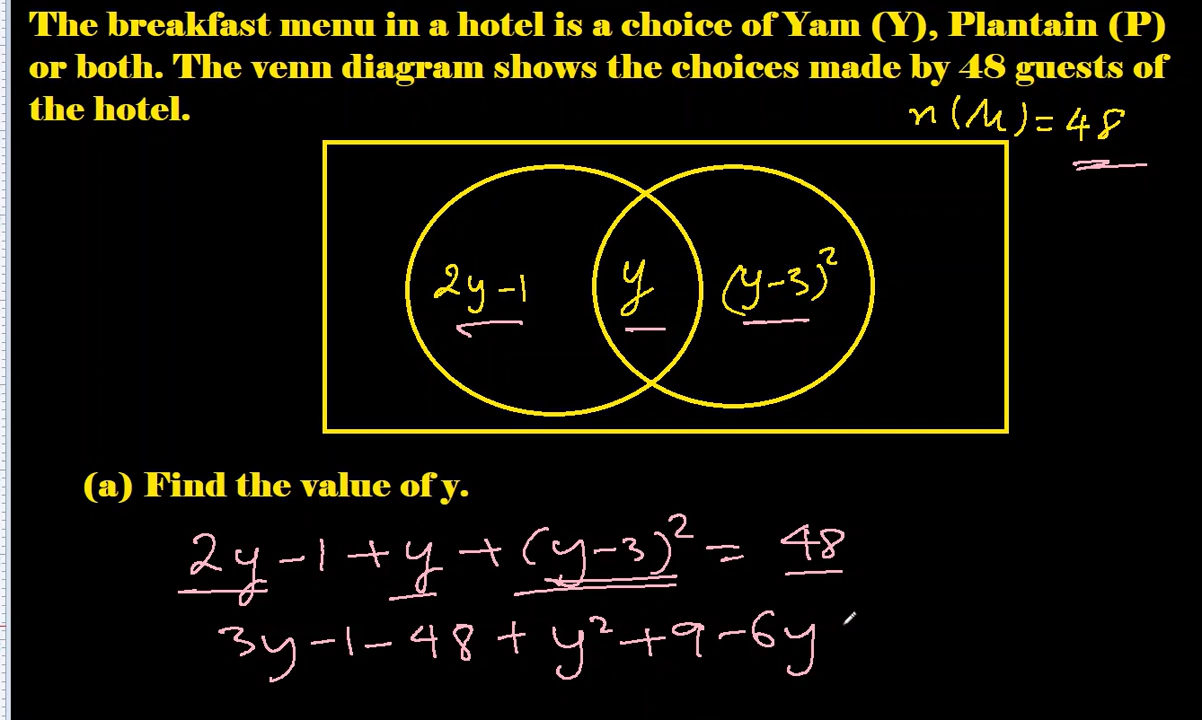 The breakfast menu in a hotel is a choice of Yam (Y), Plantain (P)
or both. The venn diagram shows the choices made by 48 guests of
the hotel.
n(M)=48
2y-1 y (y-3)²
(a) Find the value of y.
2y-1+y+(y-3)² = 48
3y-1-48+y²+9-6y